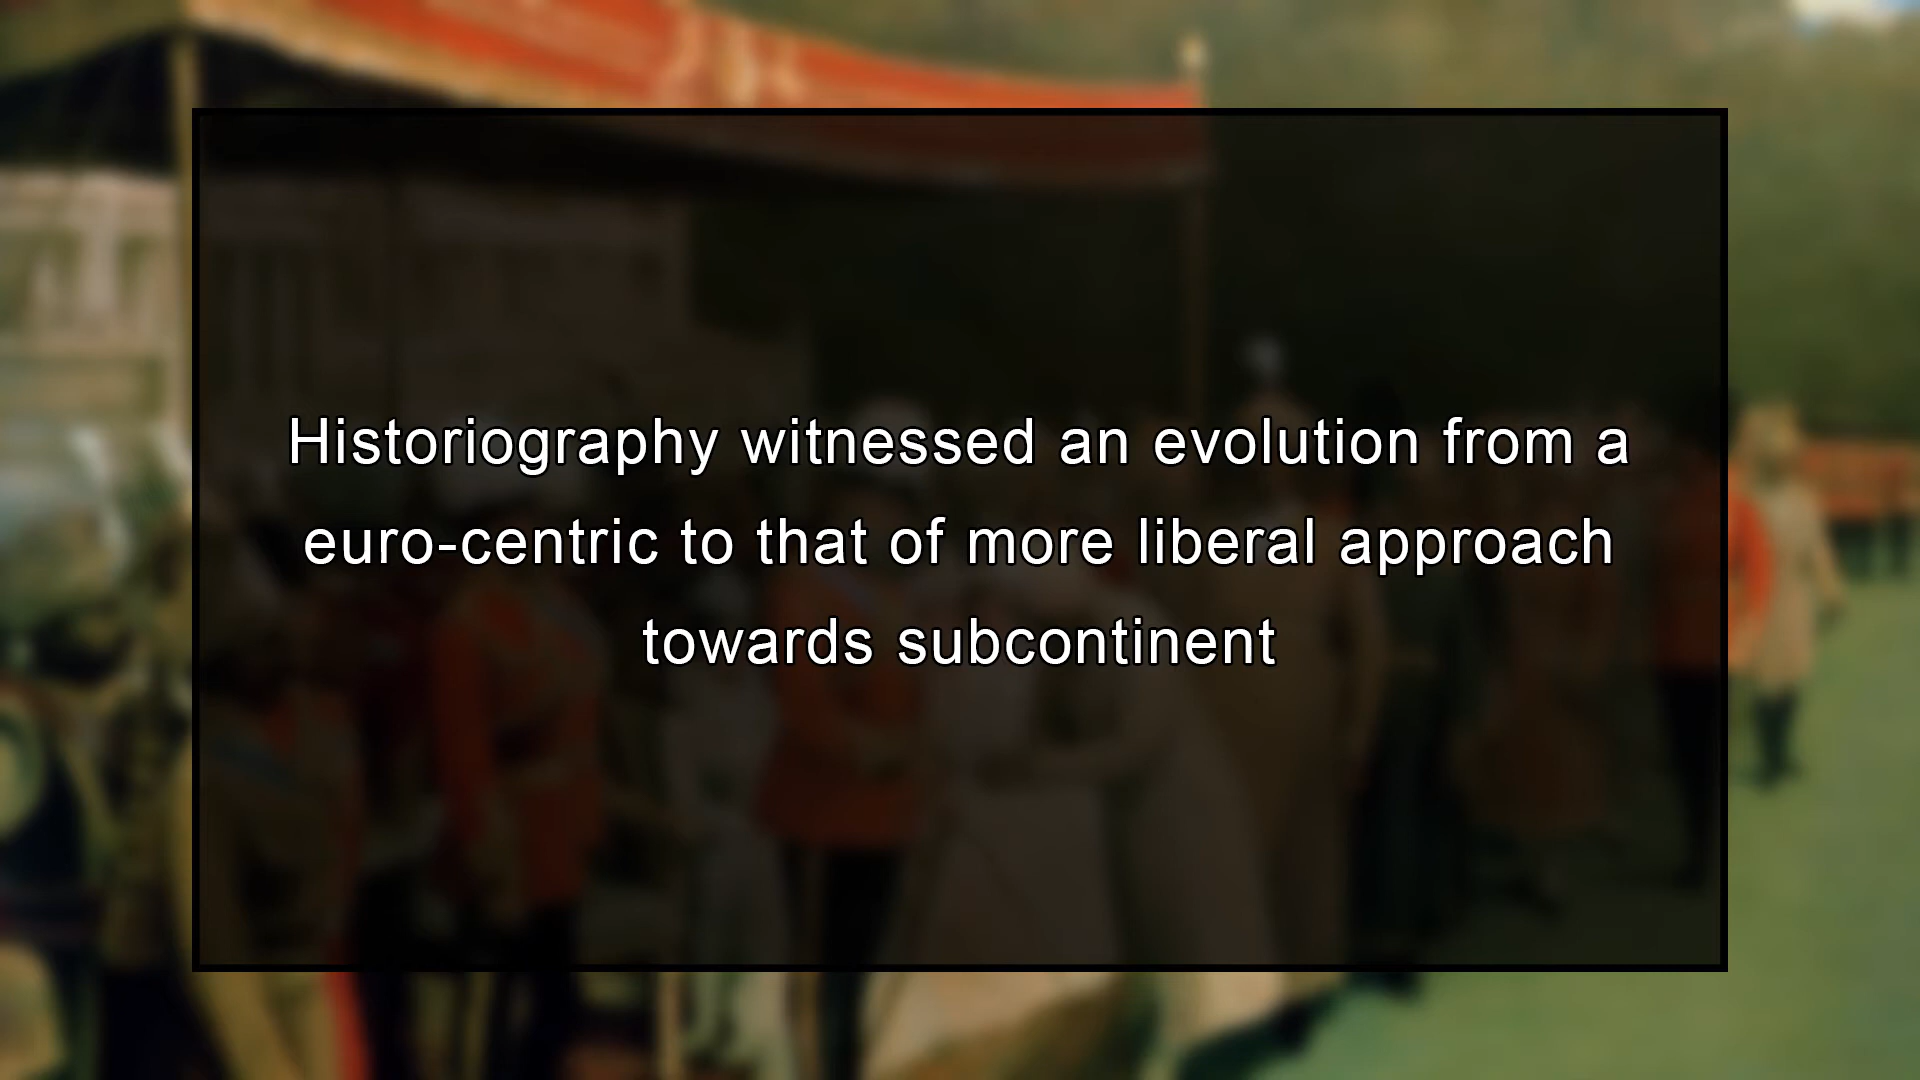 Historiography witnessed an evolution from a
euro-centric to that of more liberal approach
towards subcontinent